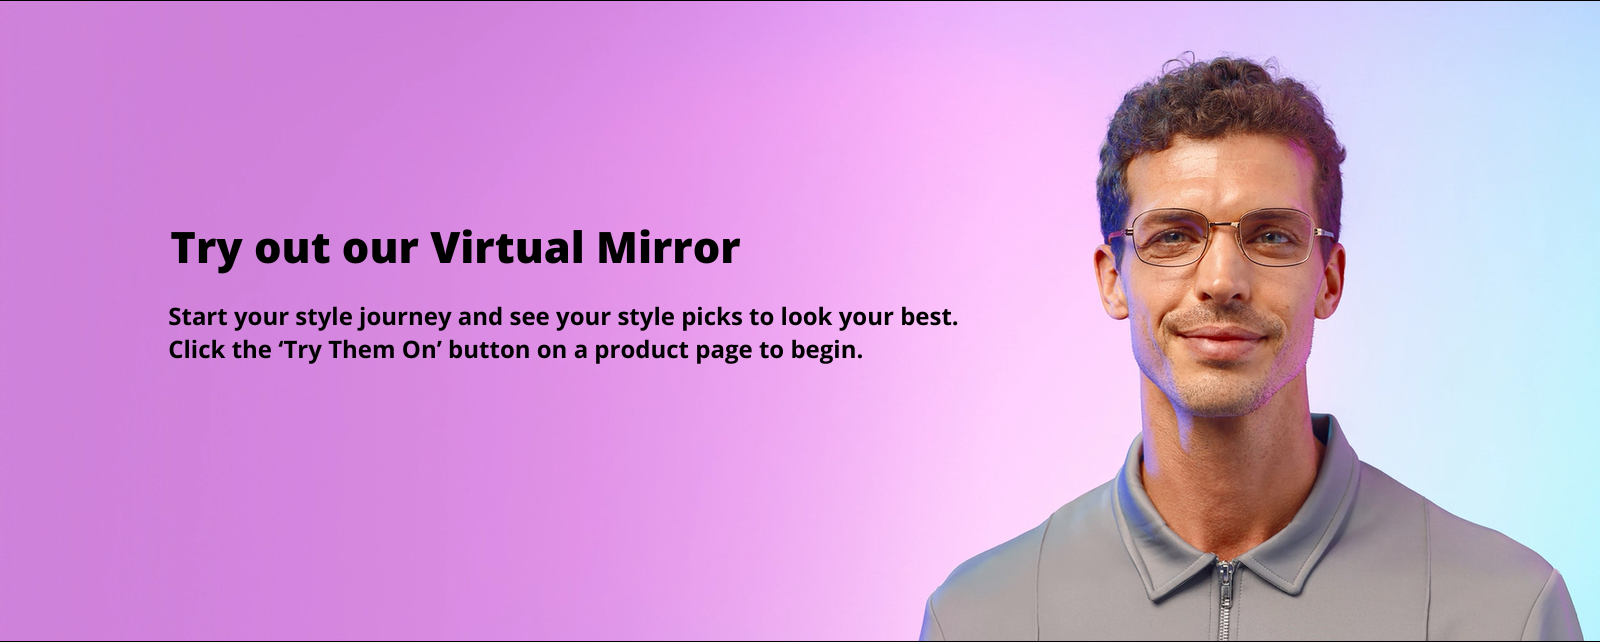 Try out our Virtual Mirror
Start your style journey and see your style picks to look your best.
Click the ‘Try Them On’ button on a product page to begin.